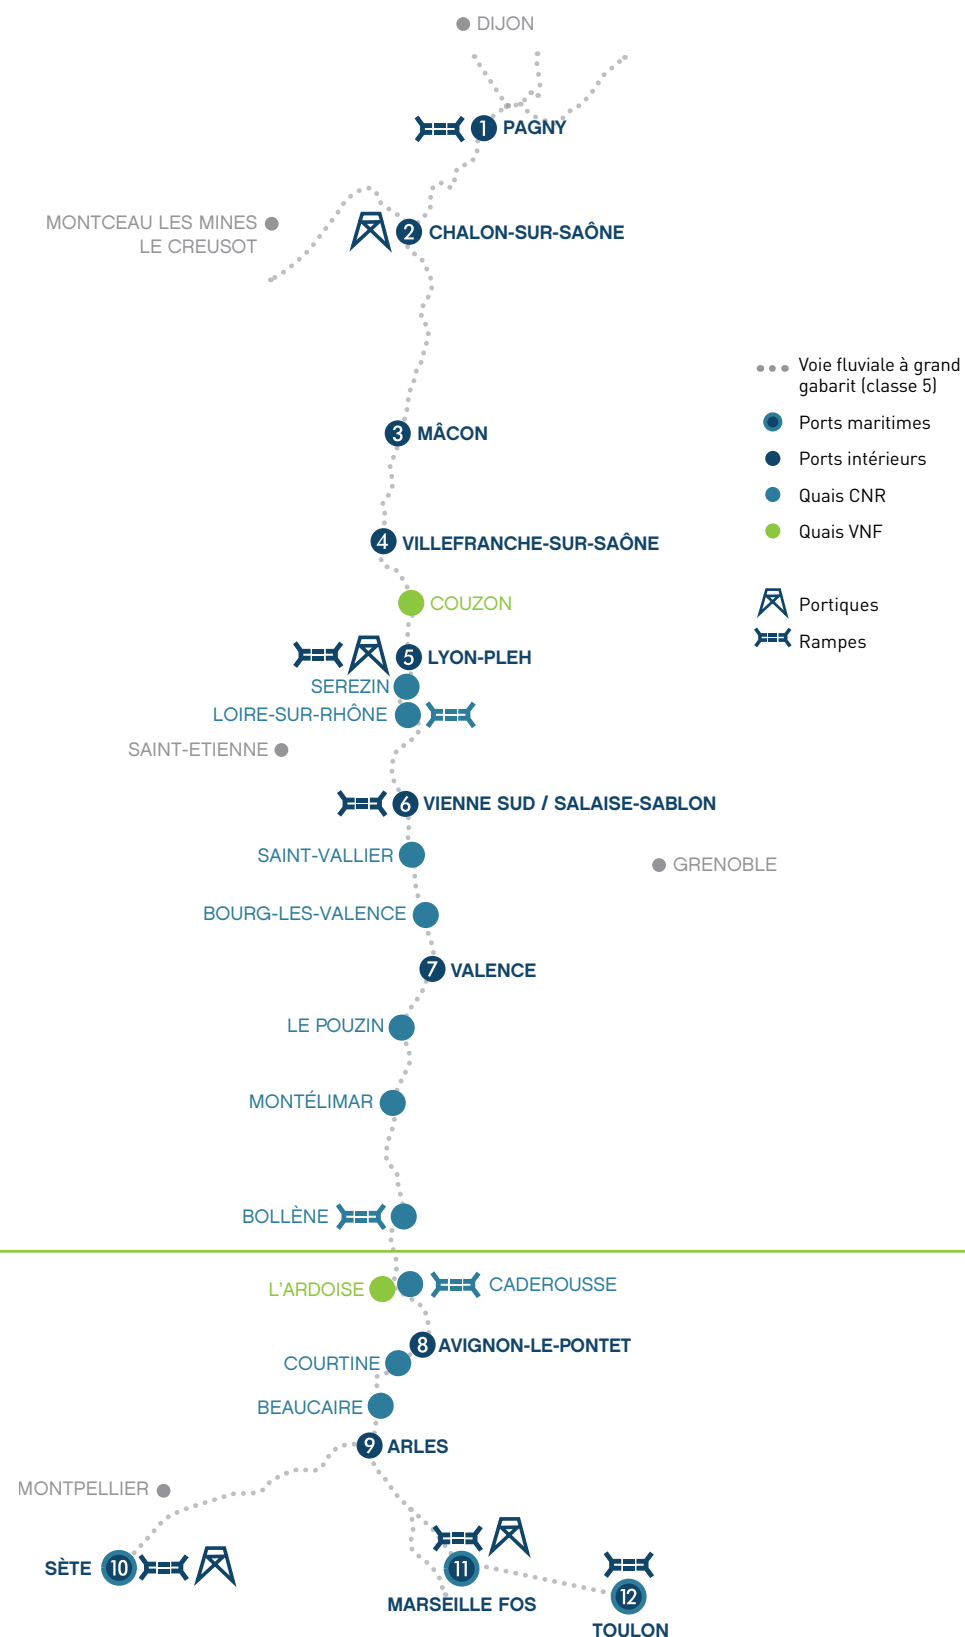 DIJON
1 PAGNY
MONTCEAU LES MINES
LE CREUSOT
2 CHALON-SUR-SAÔNE
Voie fluviale à grand
gabarit (classe 5)
Ports maritimes
Ports intérieurs
Quais CNR
Quais VNF
Portiques
Rampes
3 MÂCON
4 VILLEFRANCHE-SUR-SAÔNE
COUZON
5 LYON-PLEH
SEREZIN
LOIRE-SUR-RHÔNE
SAINT-ETIENNE
6 VIENNE SUD / SALAISE-SABLON
SAINT-VALLIER
GRENOBLE
BOURG-LES-VALENCE
7 VALENCE
LE POUZIN
MONTÉLIMAR
BOLLÈNE
L'ARDOISE
CADEROUSSE
8 AVIGNON-LE-PONTET
COURTINE
BEAUCAIRE
9 ARLES
MONTPELLIER
SÈTE 10
11
MARSEILLE FOS
12
TOULON